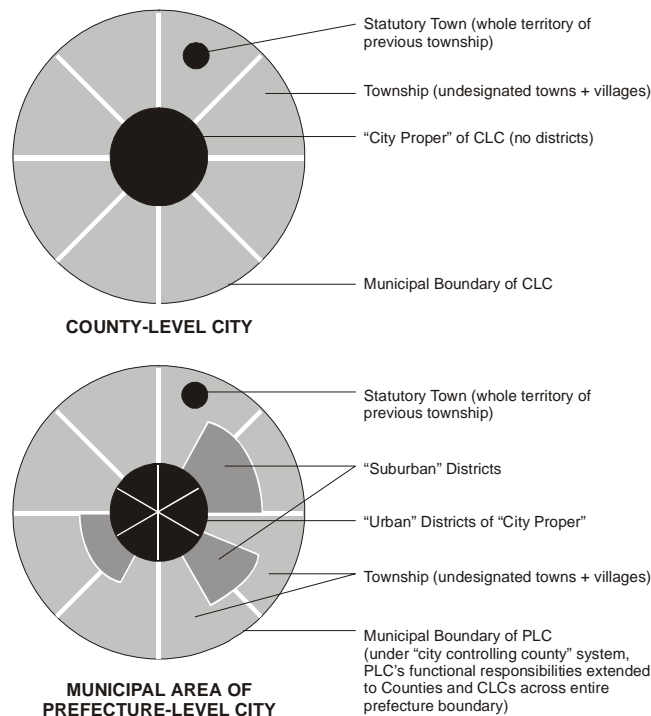 Statutory Town (whole territory of
previous township)
Township (undesignated towns + villages)
“City Proper” of CLC (no districts)
Municipal Boundary of CLC
COUNTY-LEVEL CITY
Statutory Town (whole territory of
previous township)
“Suburban” Districts
“Urban” Districts of “City Proper”
Township (undesignated towns + villages)
Municipal Boundary of PLC
(under “city controlling county” system,
PLC’s functional responsibilities extended
to Counties and CLCs across entire
prefecture boundary)
MUNICIPAL AREA OF
PREFECTURE-LEVEL CITY